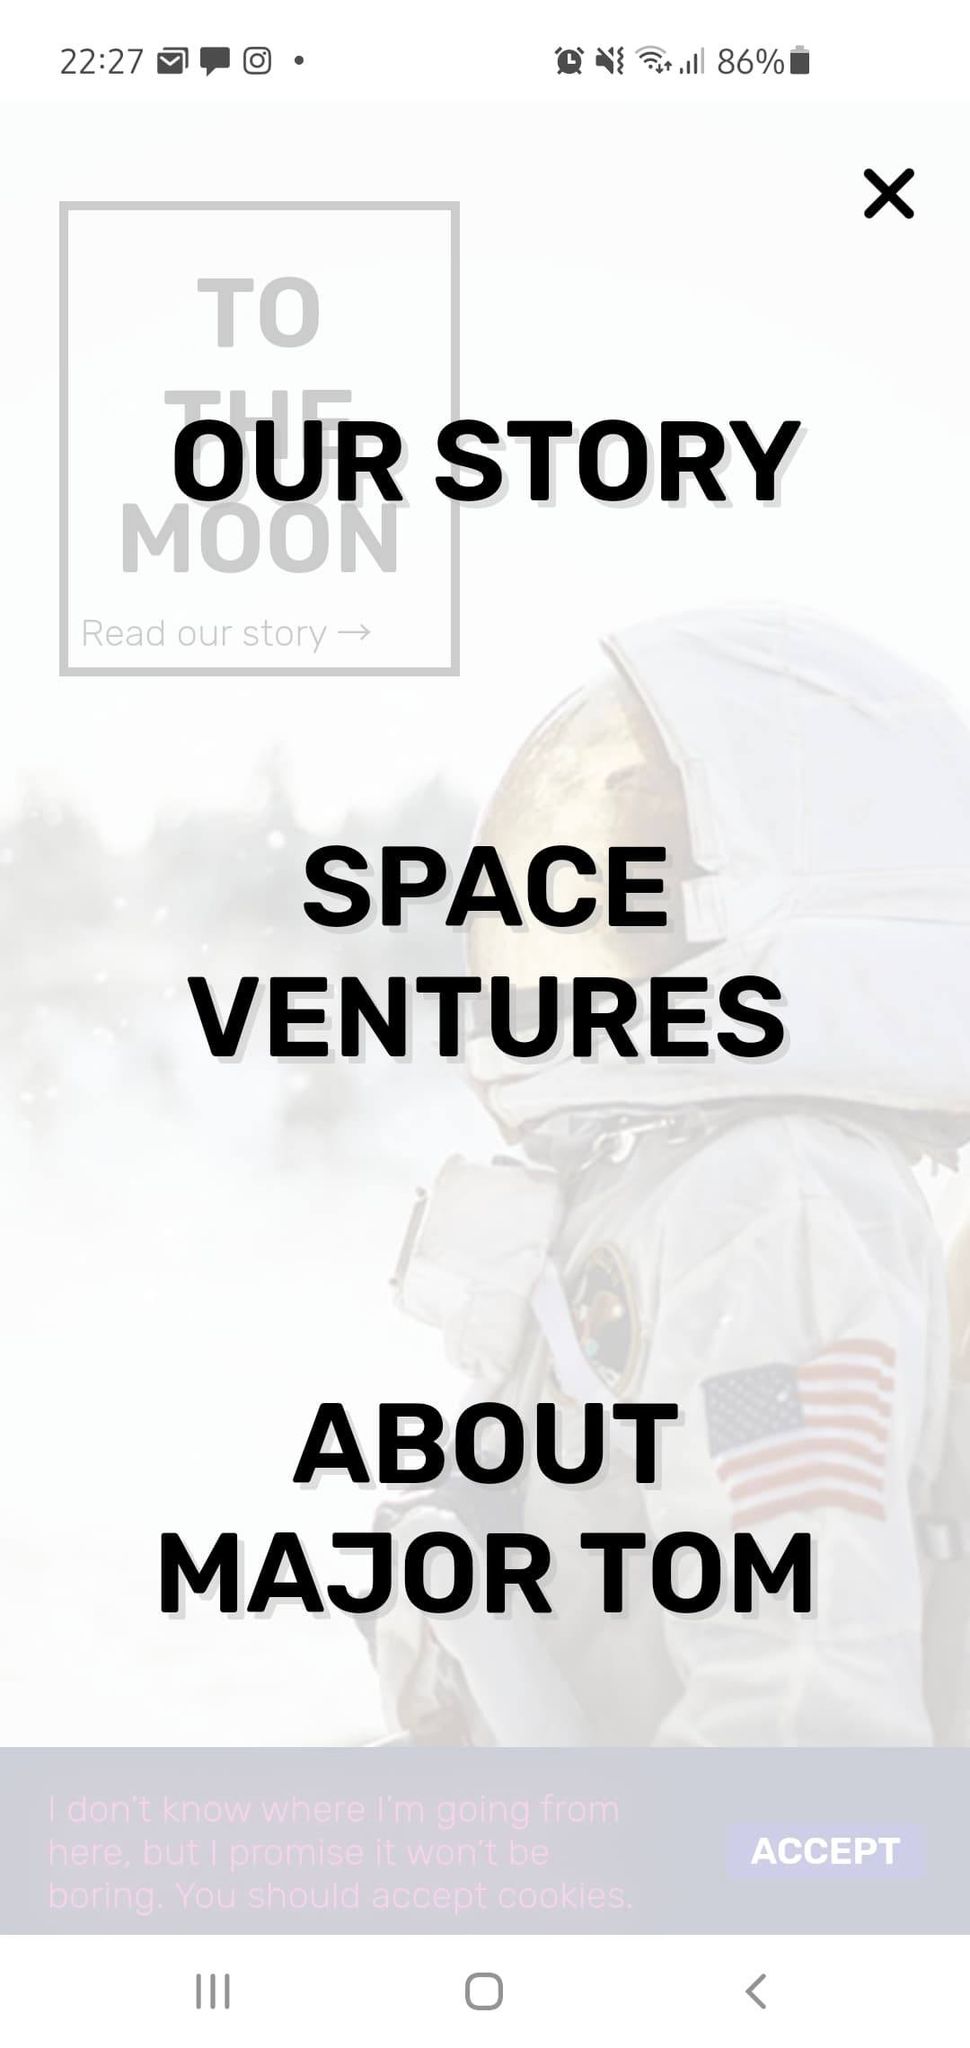 22:27
86%
TO
THE
MOON
Read our story →
OUR STORY
SPACE
VENTURES
ABOUT
MAJOR TOM
I don't know where I'm going from
here, but I promise it won't be
boring. You should accept cookies.
ACCEPT